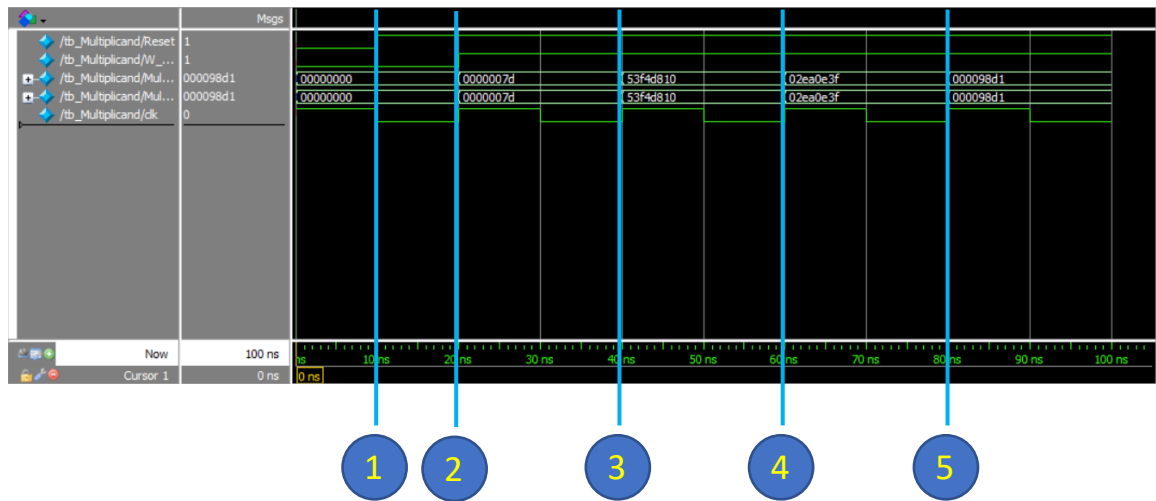 Msgs
/tb_Multiplicand/Reset 1
/tb_Multiplicand/W_... 1
/tb_Multiplicand/Mul... 000098d1 00000000 0000007d 53f4d810 02ea0e3f 000098d1
/tb_Multiplicand/Mul... 000098d1 00000000 0000007d 53f4d810 02ea0e3f 000098d1
/tb_Multiplicand/clk 0
Now 100 ns ns 10 ns 20 ns 30 ns 40 ns 50 ns 60 ns 70 ns 80 ns 90 ns 100 ns
Cursor 1 0 ns 0 ns
1 2 3 4 5